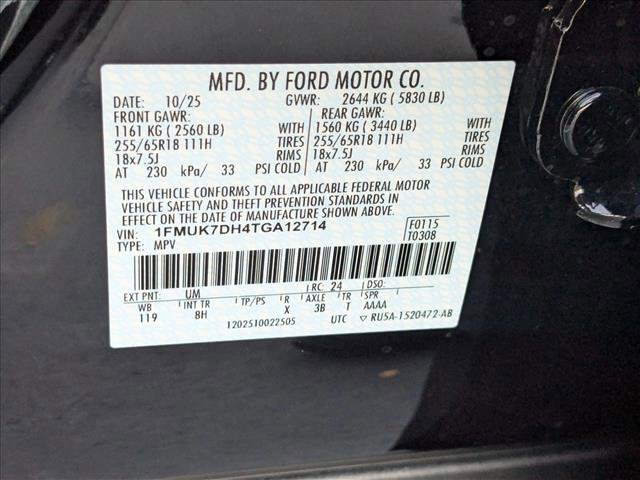 MFD. BY FORD MOTOR CO.
DATE: 10/25 GVWR: 2644 KG ( 5830 LB)
FRONT GAWR: REAR GAWR:
1161 KG ( 2560 LB) WITH 1560 KG ( 3440 LB) WITH
255/65R18 111H TIRES 255/65R18 111H TIRES
18x7.5J RIMS 18x7.5J RIMS
AT 230 kPa/ 33 PSI COLD AT 230 kPa/ 33 PSI COLD
THIS VEHICLE CONFORMS TO ALL APPLICABLE FEDERAL MOTOR
VEHICLE SAFETY AND THEFT PREVENTION STANDARDS IN EFFECT
ON THE DATE OF MANUFACTURE SHOWN ABOVE.
VIN: 1FMUK7DH4TGA12714 F0115
TYPE: MPV T0308
EXT PNT: UM RC: 24 DSO:
WB INT TR TP/PS R AXLE TR SPR
119 8H X 3B T AAAA
1202510022505 UTC ▽ RU5A-1520472-AB